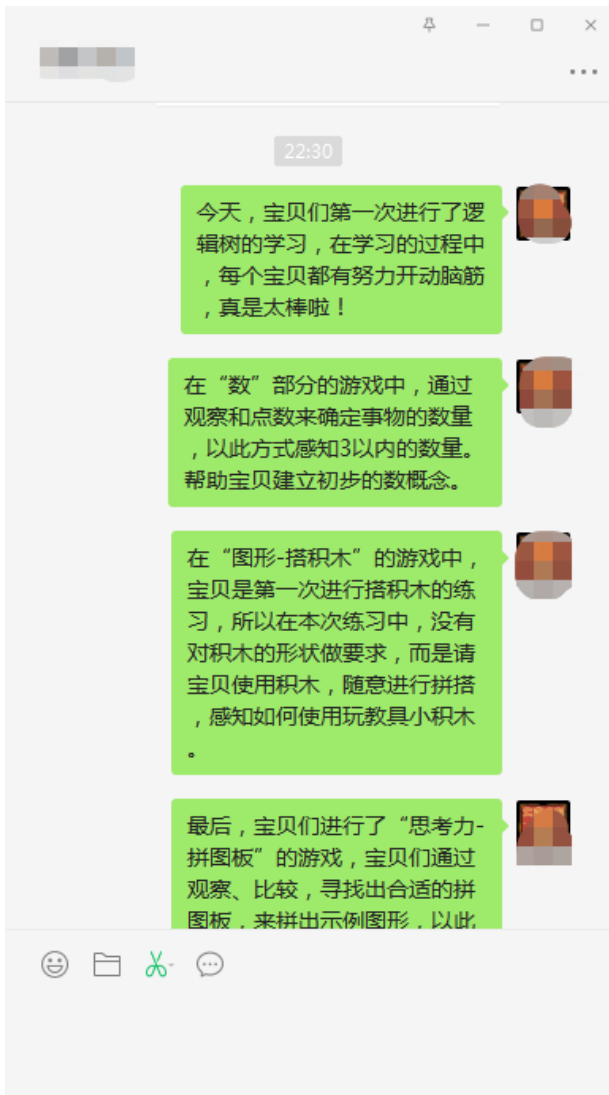 22:30
今天，宝贝们第一次进行了逻
辑树的学习，在学习的过程中
，每个宝贝都有努力开动脑筋
，真是太棒啦！
在“数”部分的游戏中，通过
观察和点数来确定事物的数量
，以此方式感知3以内的数量。
帮助宝贝建立初步的数概念。
在“图形-搭积木”的游戏中，
宝贝是第一次进行搭积木的练
习，所以在本次练习中，没有
对积木的形状做要求，而是请
宝贝使用积木，随意进行拼搭
，感知如何使用玩教具小积木
。
最后，宝贝们进行了“思考力-
拼图板”的游戏，宝贝们通过
观察、比较，寻找出合适的拼
图板，来拼出示例图形，以此